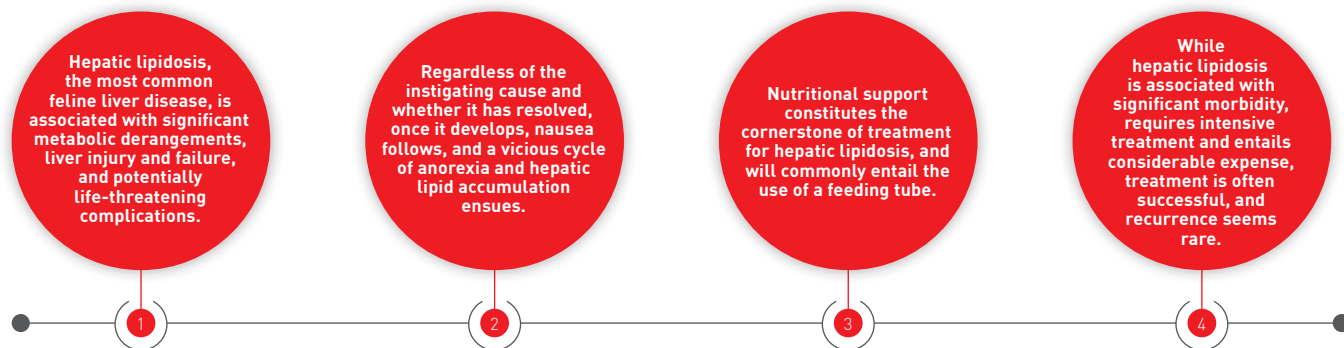 Hepatic lipidosis,
the most common
feline liver disease, is
associated with significant
metabolic derangements,
liver injury and failure,
and potentially
life-threatening
complications.
1
Regardless of the
instigating cause and
whether it has resolved,
once it develops, nausea
follows, and a vicious cycle
of anorexia and hepatic
lipid accumulation
ensues.
2
Nutritional support
constitutes the
cornerstone of treatment
for hepatic lipidosis, and
will commonly entail the
use of a feeding tube.
3
While
hepatic lipidosis
is associated with
significant morbidity,
requires intensive
treatment and entails
considerable expense,
treatment is often
successful, and
recurrence seems
rare.
4